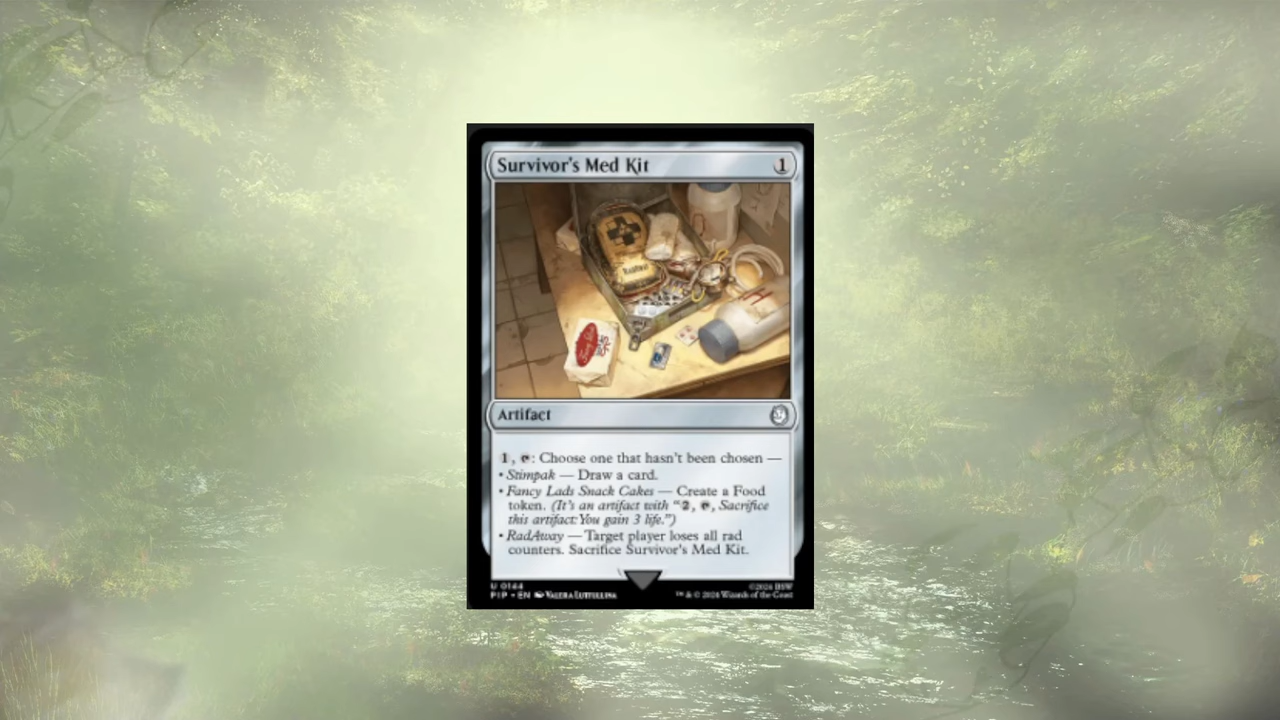 Survivor's Med Kit 1
RadAway
Artifact
1, : Choose one that hasn't been chosen —
• Stimpak — Draw a card.
• Fancy Lads Snack Cakes — Create a Food
token. (It's an artifact with "2, , Sacrifice
this artifact: You gain 3 life.")
• RadAway — Target player loses all rad
counters. Sacrifice Survivor's Med Kit.
U 0144 ©2024 BSW
PIP • EN Valera Lutfullina ™ & © 2024 Wizards of the Coast